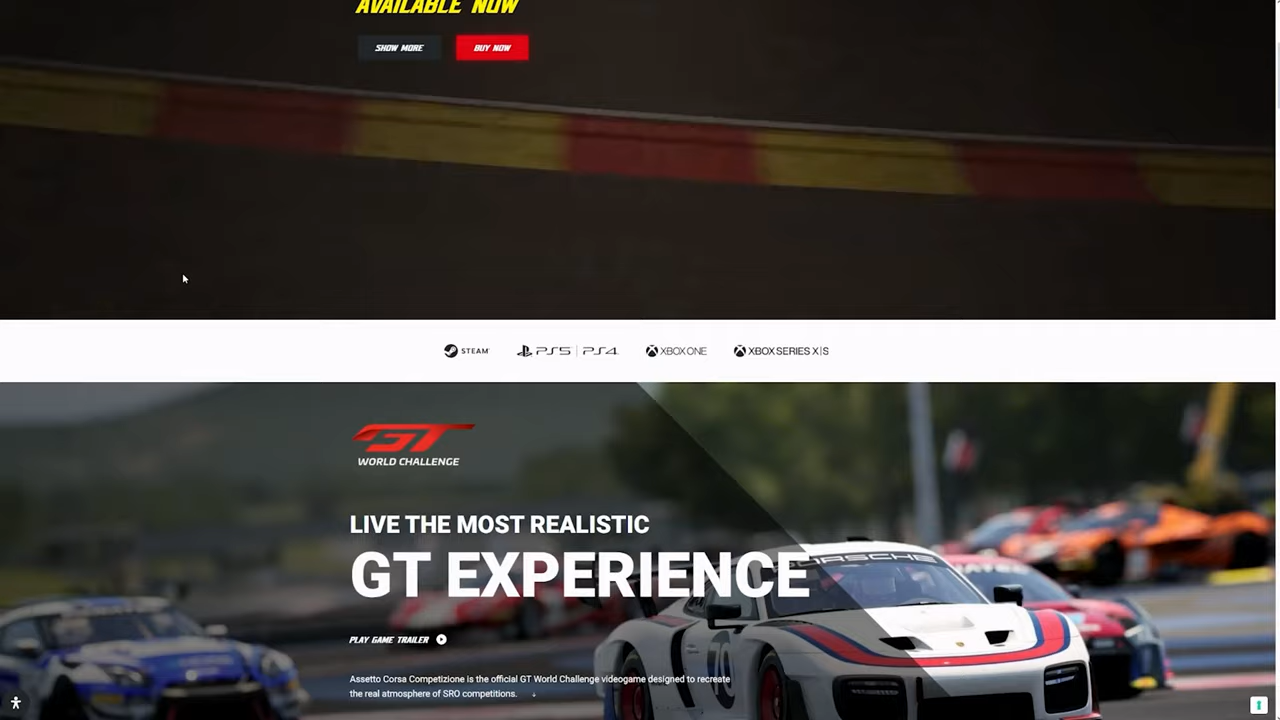 AVAILABLE NOW
SHOW MORE
BUY NOW
STEAM
PS5 | PS4
XBOX ONE
XBOX SERIES X|S
GT
WORLD CHALLENGE
LIVE THE MOST REALISTIC
GT EXPERIENCE
PORSCHE
70
PLAY GAME TRAILER
Assetto Corsa Competizione is the official GT World Challenge videogame designed to recreate
the real atmosphere of SRO competitions.